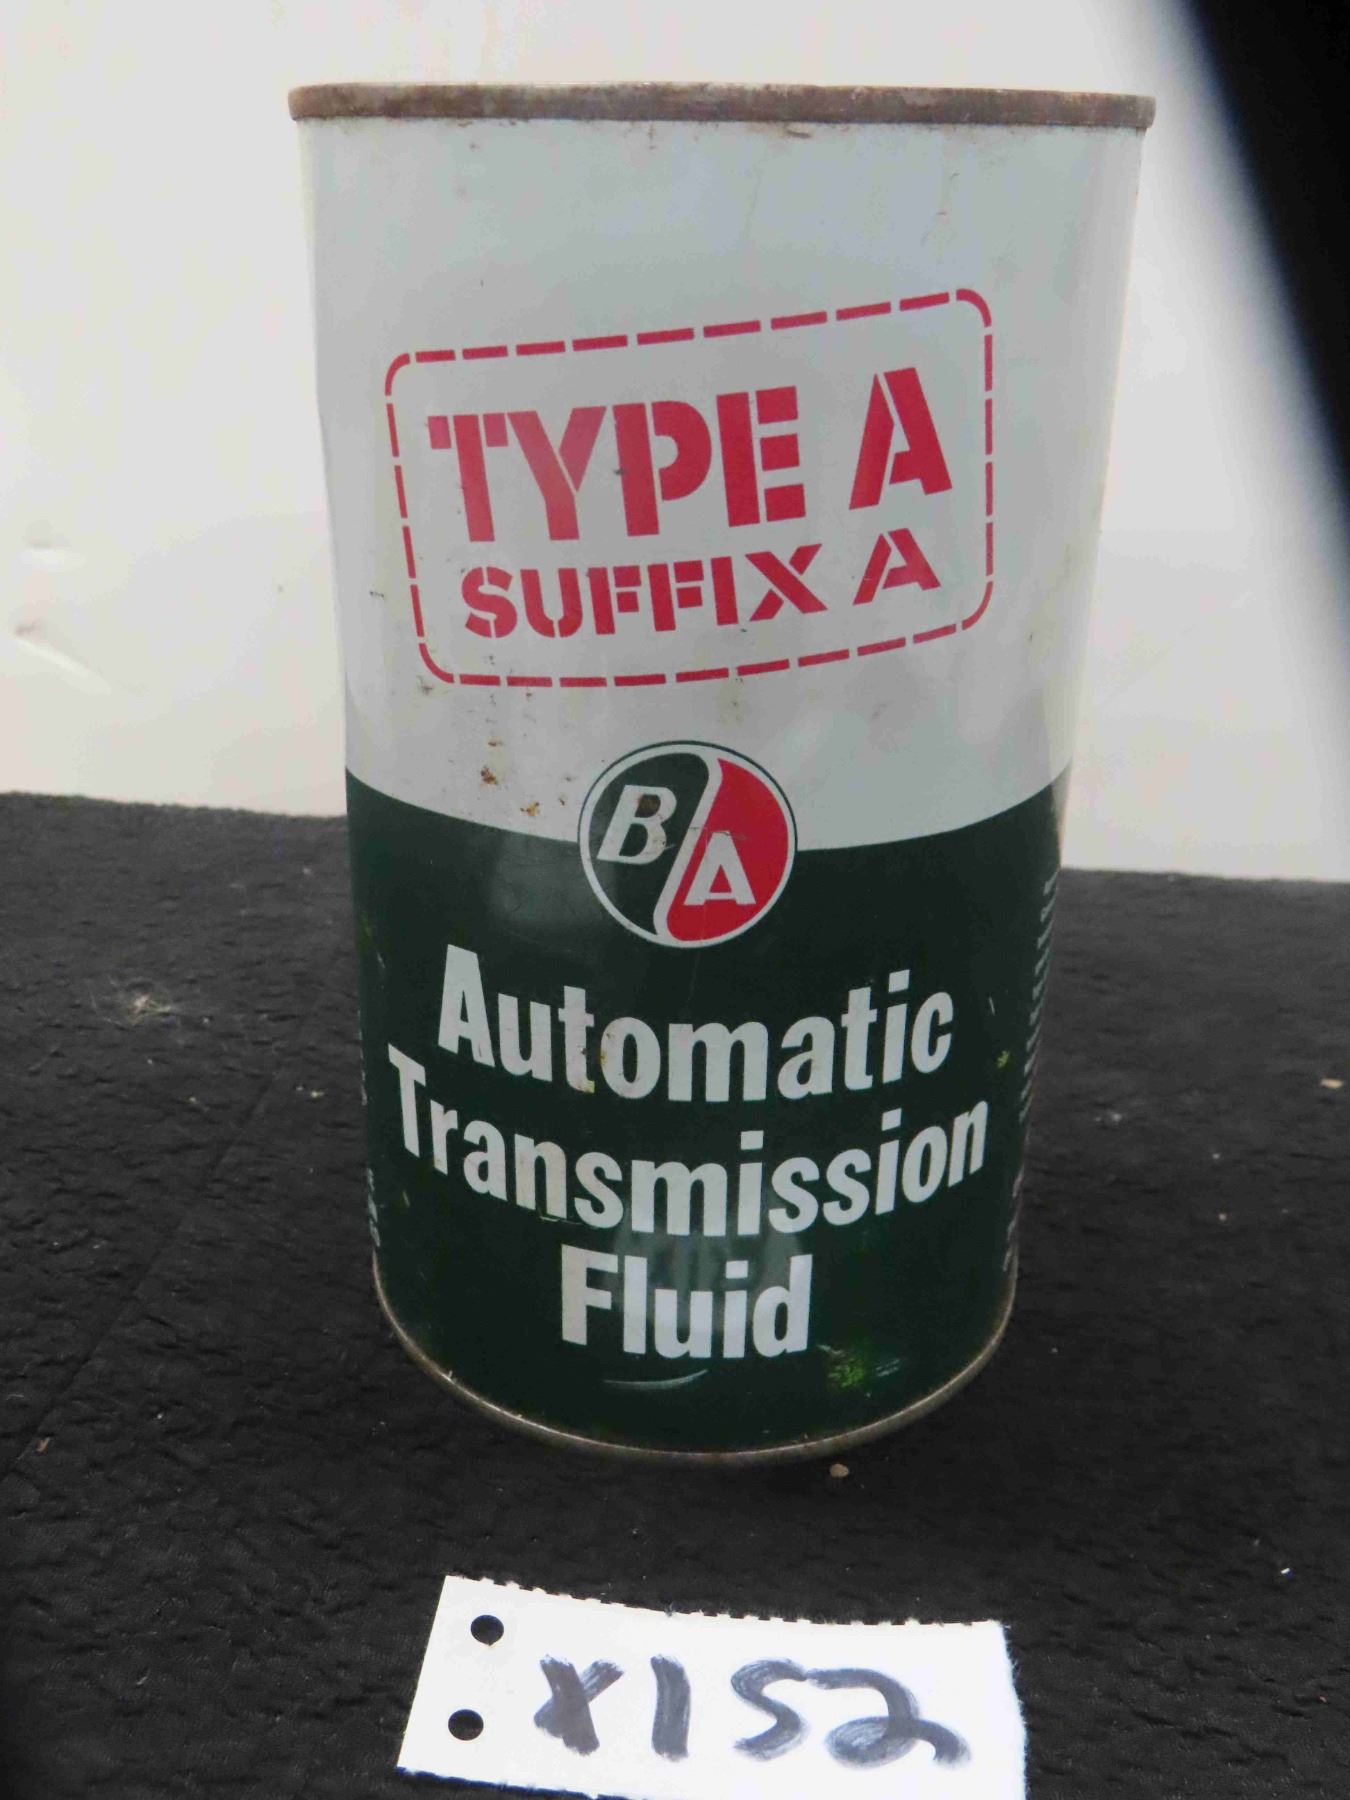 TYPE A
SUFFIX A
B
A
Automatic
Transmission
Fluid
X152